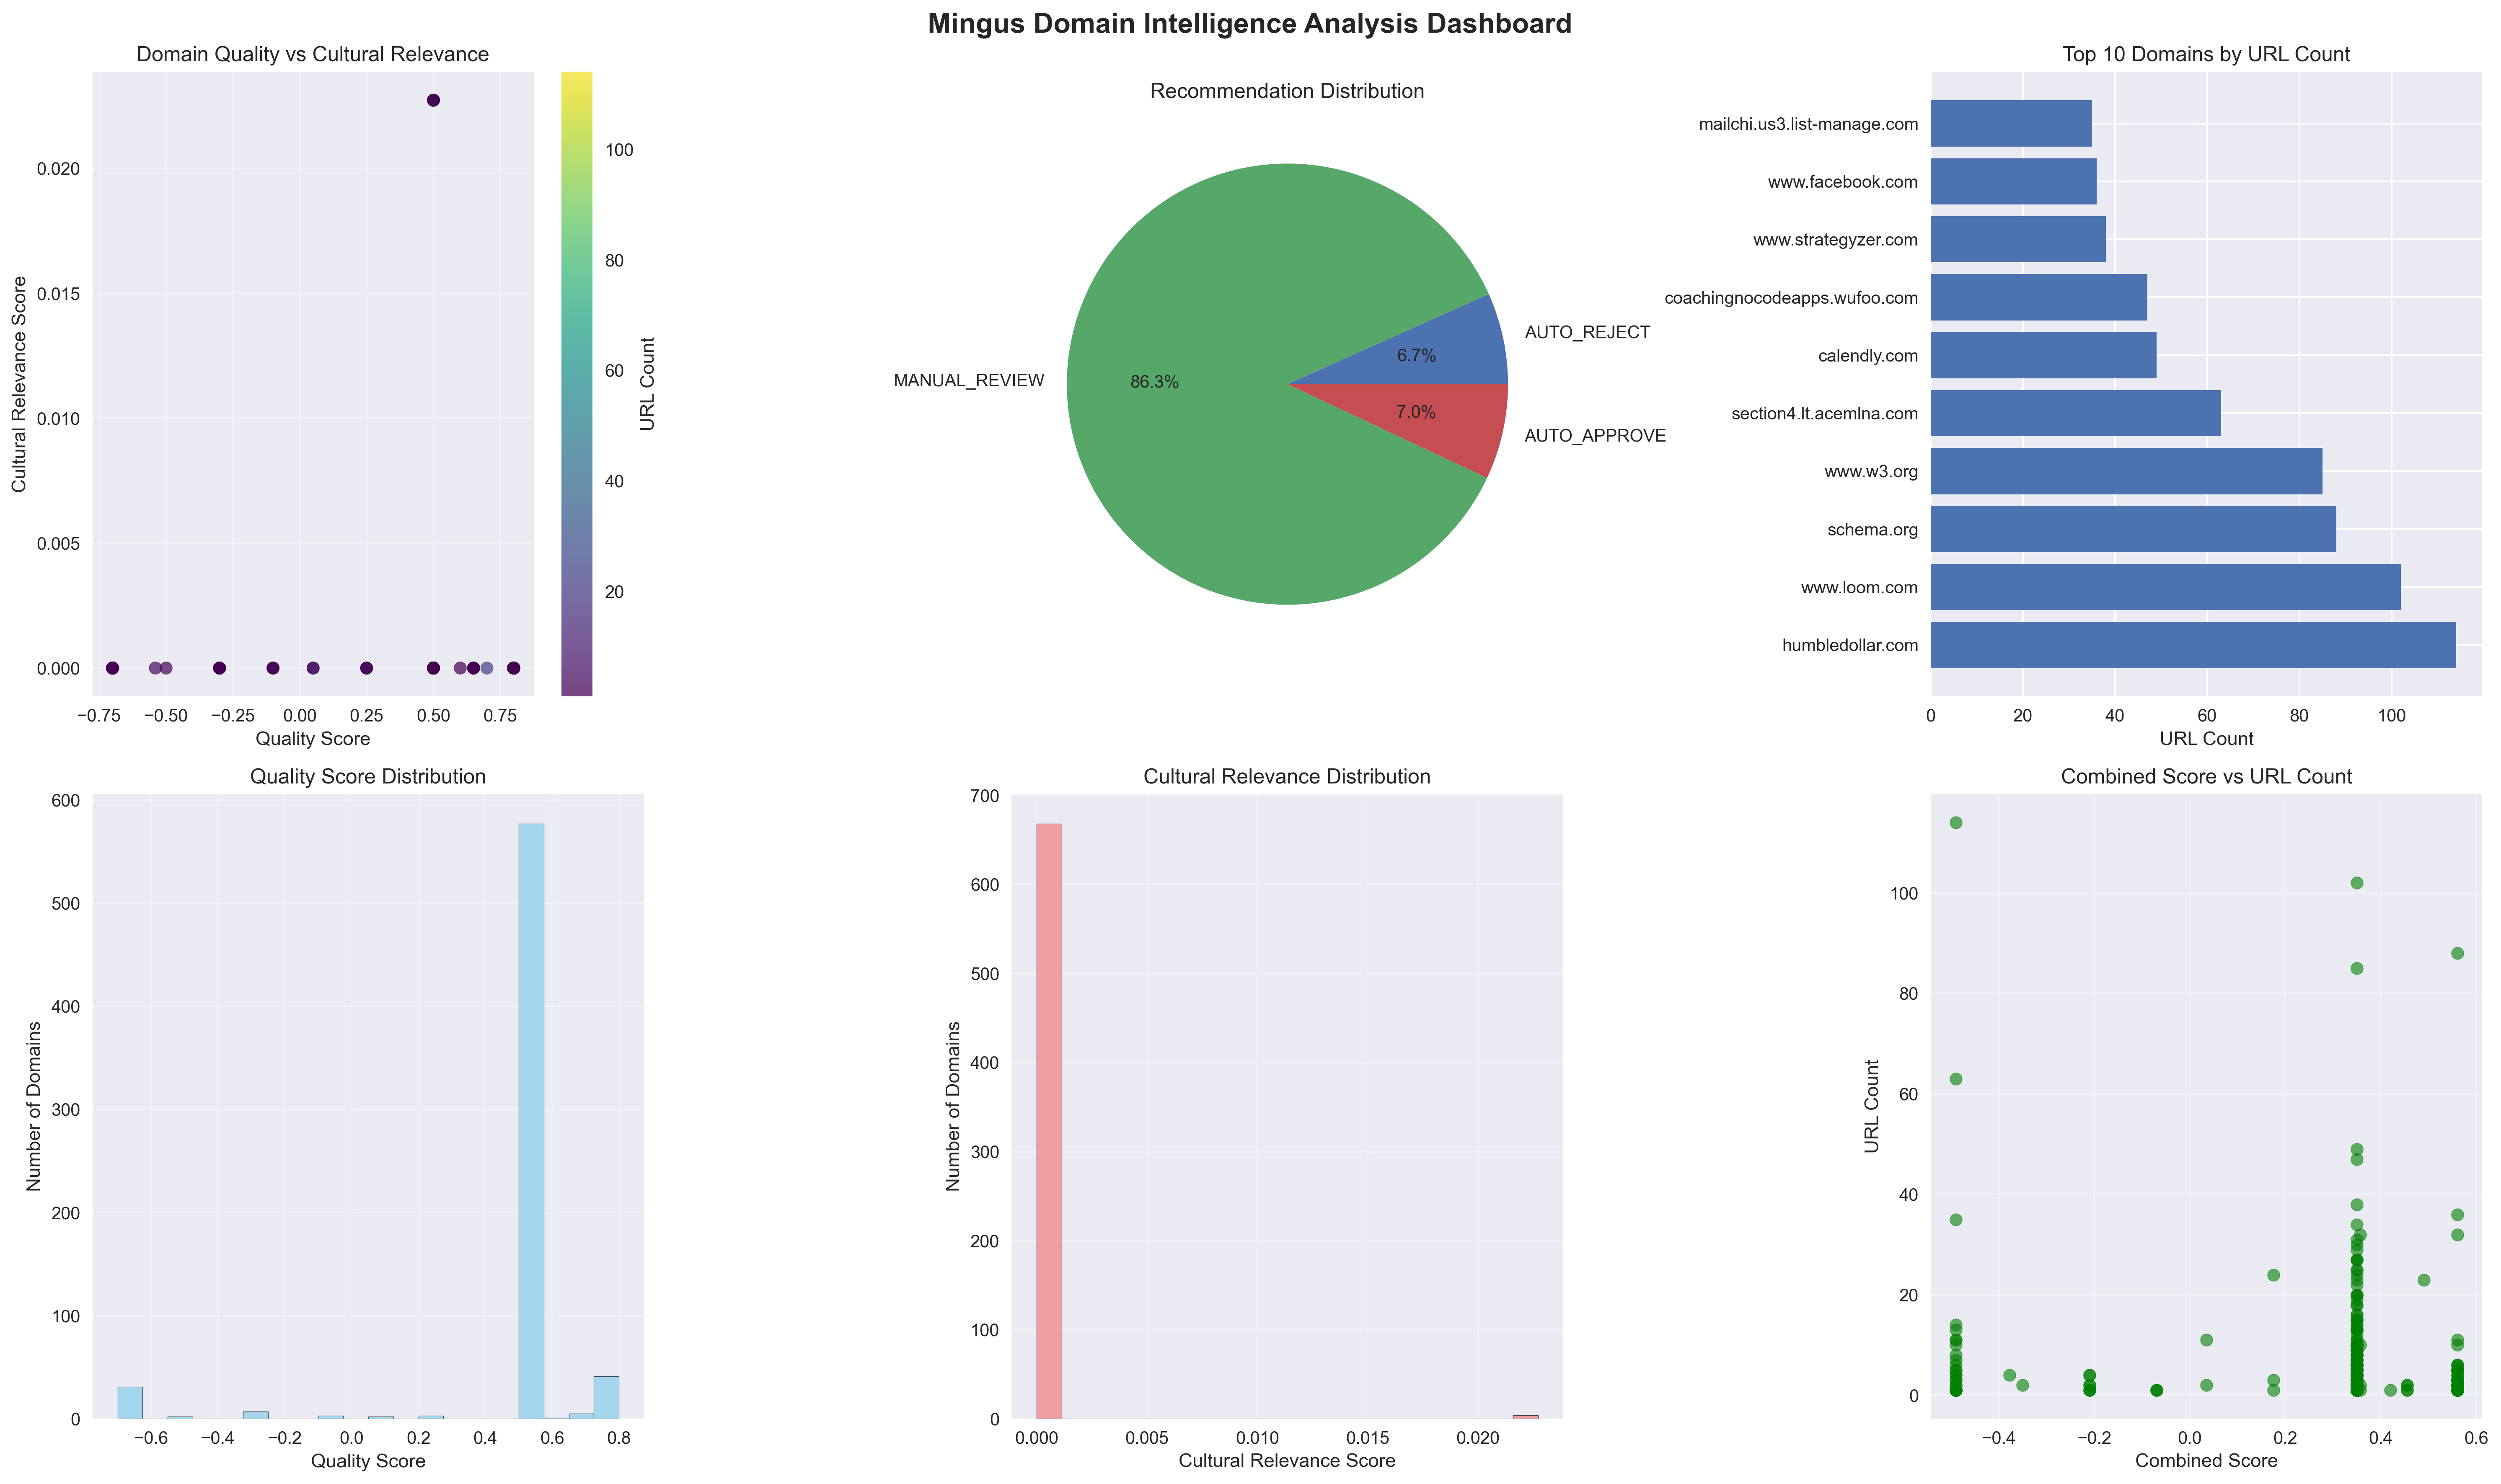 Mingus Domain Intelligence Analysis Dashboard
Domain Quality vs Cultural Relevance
Cultural Relevance Score
0.020
0.015
0.010
0.005
0.000
−0.75 −0.50 −0.25 0.00 0.25 0.50 0.75
Quality Score
100
80
60
40
20
URL Count
Recommendation Distribution
AUTO_REJECT
6.7%
MANUAL_REVIEW
86.3%
7.0%
AUTO_APPROVE
Top 10 Domains by URL Count
mailchi.us3.list-manage.com
www.facebook.com
www.strategyzer.com
coachingnocodeapps.wufoo.com
calendly.com
section4.lt.acemlna.com
www.w3.org
schema.org
www.loom.com
humbledollar.com
0 20 40 60 80 100
URL Count
Quality Score Distribution
Number of Domains
600
500
400
300
200
100
0
−0.6 −0.4 −0.2 0.0 0.2 0.4 0.6 0.8
Quality Score
Cultural Relevance Distribution
Number of Domains
700
600
500
400
300
200
100
0
0.000 0.005 0.010 0.015 0.020
Cultural Relevance Score
Combined Score vs URL Count
URL Count
100
80
60
40
20
0
−0.4 −0.2 0.0 0.2 0.4 0.6
Combined Score